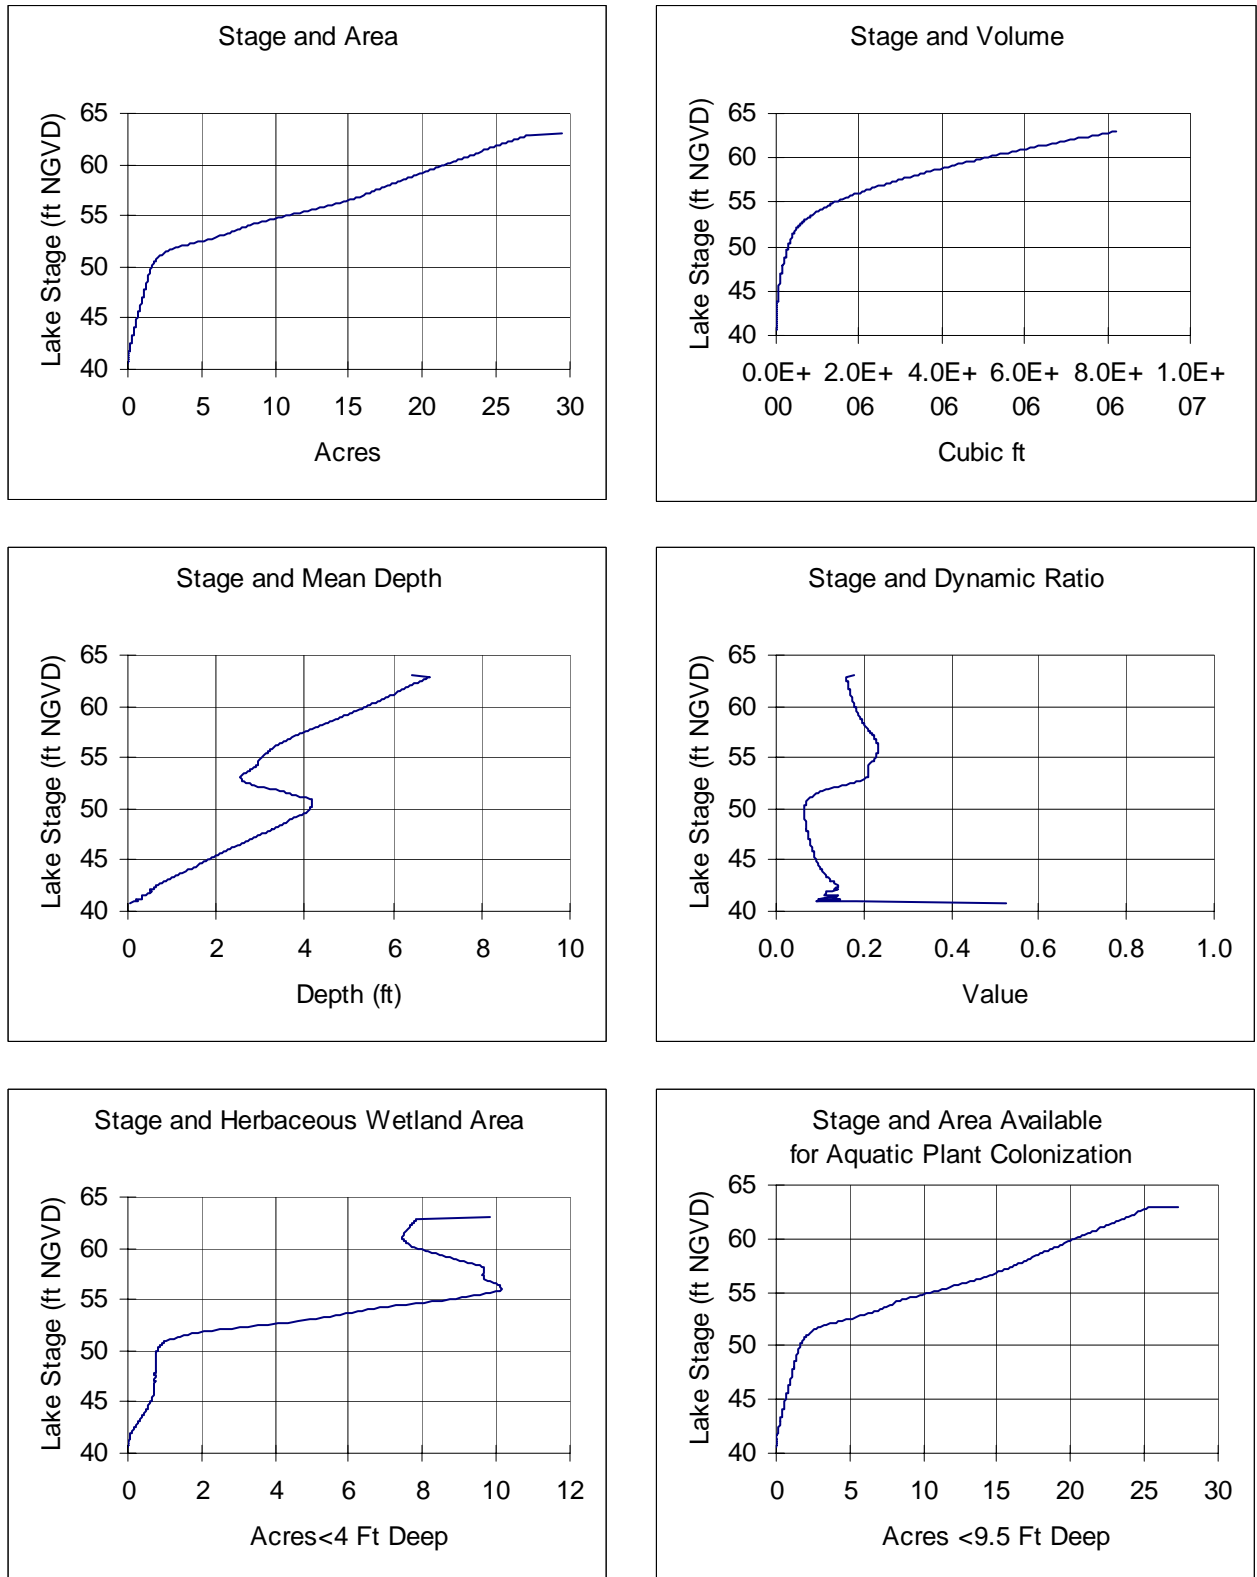 Stage and Area
Lake Stage (ft NGVD)
65
60
55
50
45
40
0 5 10 15 20 25 30
Acres
Stage and Volume
Lake Stage (ft NGVD)
65
60
55
50
45
40
0.0E+ 2.0E+ 4.0E+ 6.0E+ 8.0E+ 1.0E+
00 06 06 06 06 07
Cubic ft
Stage and Mean Depth
Lake Stage (ft NGVD)
65
60
55
50
45
40
0 2 4 6 8 10
Depth (ft)
Stage and Dynamic Ratio
Lake Stage (ft NGVD)
65
60
55
50
45
40
0.0 0.2 0.4 0.6 0.8 1.0
Value
Stage and Herbaceous Wetland Area
Lake Stage (ft NGVD)
65
60
55
50
45
40
0 2 4 6 8 10 12
Acres<4 Ft Deep
Stage and Area Available
for Aquatic Plant Colonization
Lake Stage (ft NGVD)
65
60
55
50
45
40
0 5 10 15 20 25 30
Acres <9.5 Ft Deep